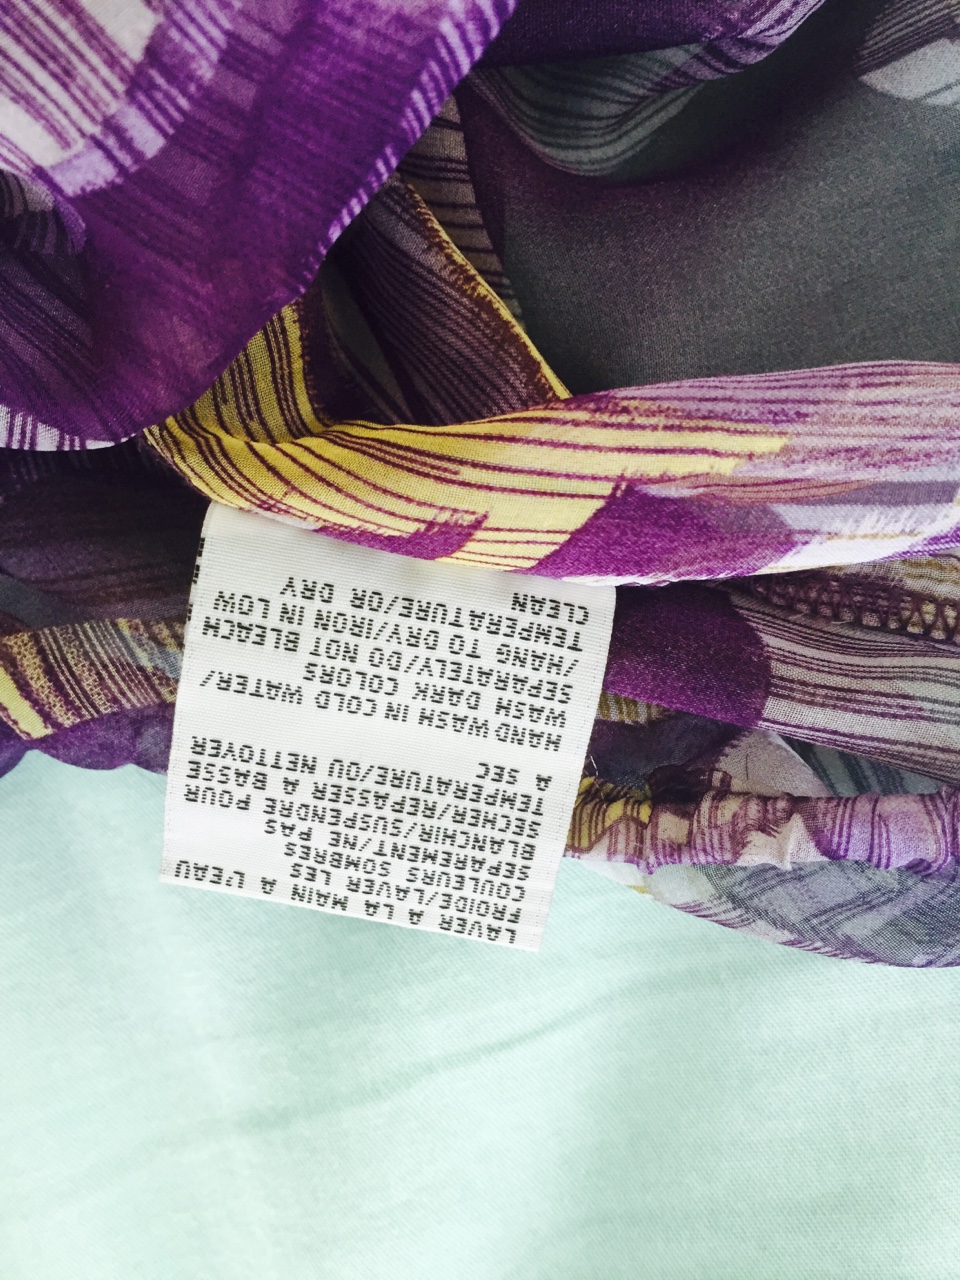 LAVER A LA MAIN A L'EAU
FROIDE/LAVER LES
COULEURS SOMBRES
SEPAREMENT/NE PAS
BLANCHIR/SUSPENDRE POUR
SECHER/REPASSER A BASSE
TEMPERATURE/OU NETTOYER
A SEC
HAND WASH IN COLD WATER/
WASH DARK COLORS
SEPARATELY/DO NOT BLEACH
/HANG TO DRY/IRON IN LOW
TEMPERATURE/OR DRY
CLEAN